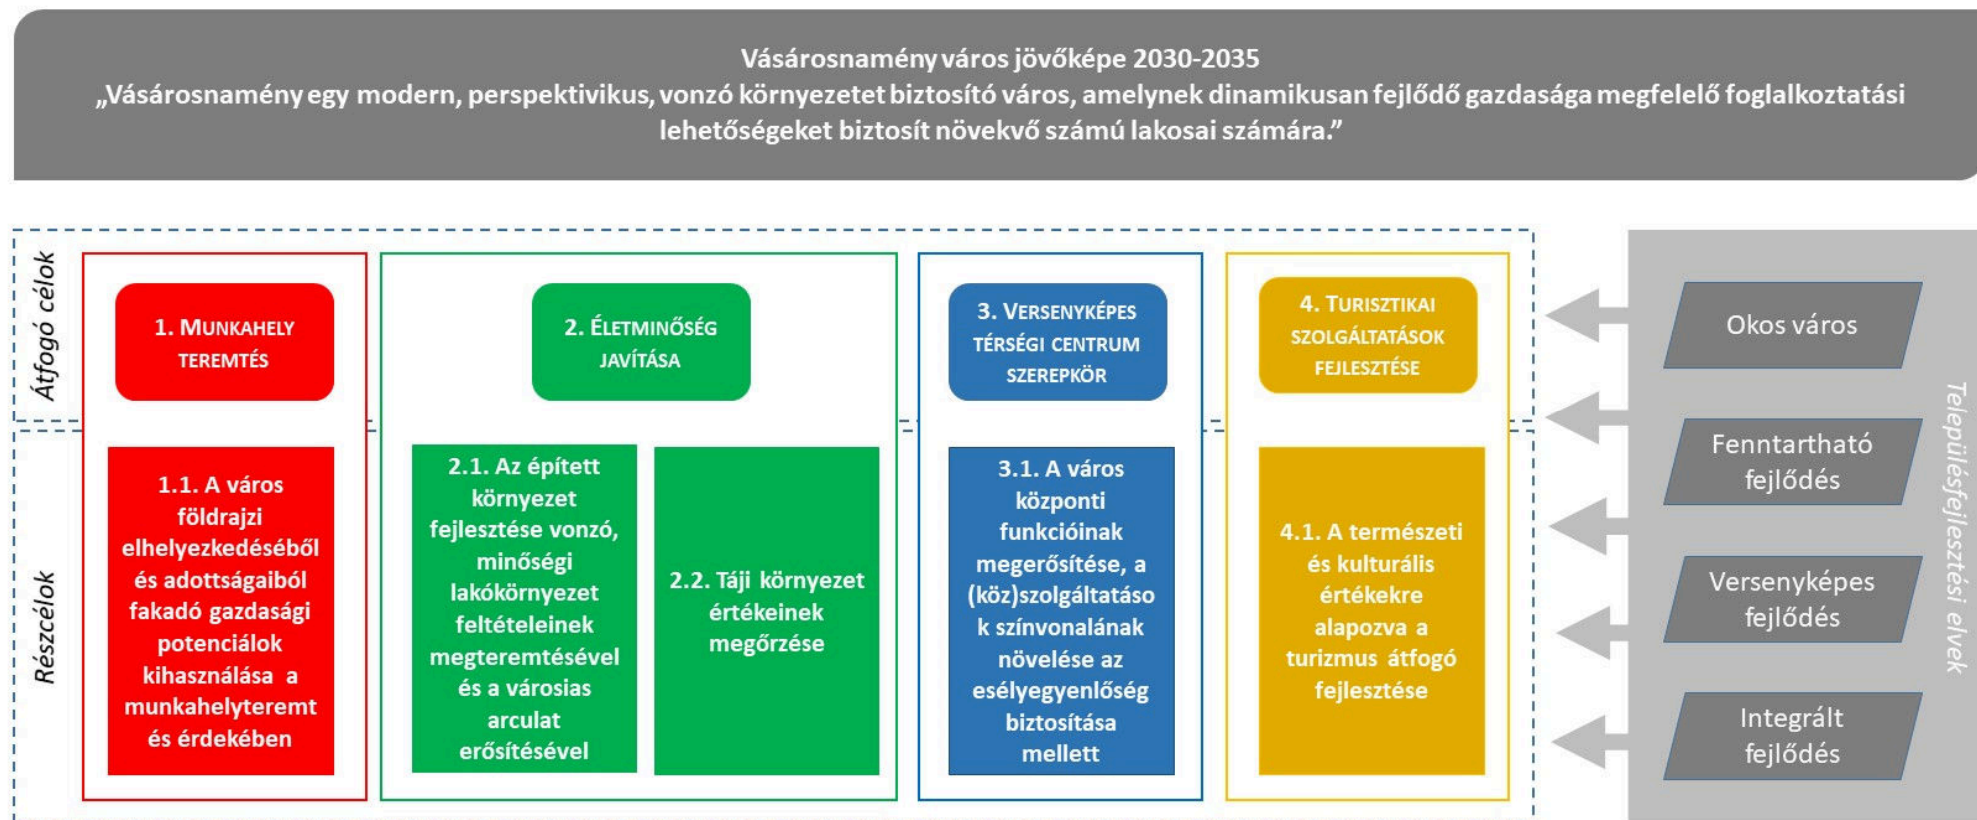 Vásárosnamény város jövőképe 2030-2035
„Vásárosnamény egy modern, perspektivikus, vonzó környezetet biztosító város, amelynek dinamikusan fejlődő gazdasága megfelelő foglalkoztatási
lehetőségeket biztosít növekvő számú lakosai számára.”
Átfogó célok
1. MUNKAHELY
TEREMTÉS
2. ÉLETMINŐSÉG
JAVÍTÁSA
3. VERSENYKÉPES
TÉRSÉGI CENTRUM
SZEREPKÖR
4. TURISZTIKAI
SZOLGÁLTATÁSOK
FEJLESZTÉSE
Részcélok
1.1. A város
földrajzi
elhelyezkedéséből
és adottságaiból
fakadó gazdasági
potenciálok
kihasználása a
munkahelyteremt
és érdekében
2.1. Az épített
környezet
fejlesztése vonzó,
minőségi
lakókörnyezet
feltételeinek
megteremtésével
és a városias
arculat
erősítésével
2.2. Táji környezet
értékeinek
megőrzése
3.1. A város
központi
funkcióinak
megerősítése, a
(köz)szolgáltatáso
k színvonalának
növelése az
esélyegyenlőség
biztosítása
mellett
4.1. A természeti
és kulturális
értékekre
alapozva a
turizmus átfogó
fejlesztése
Okos város
Fenntartható
fejlődés
Versenyképes
fejlődés
Integrált
fejlődés
Településfejlesztési elvek